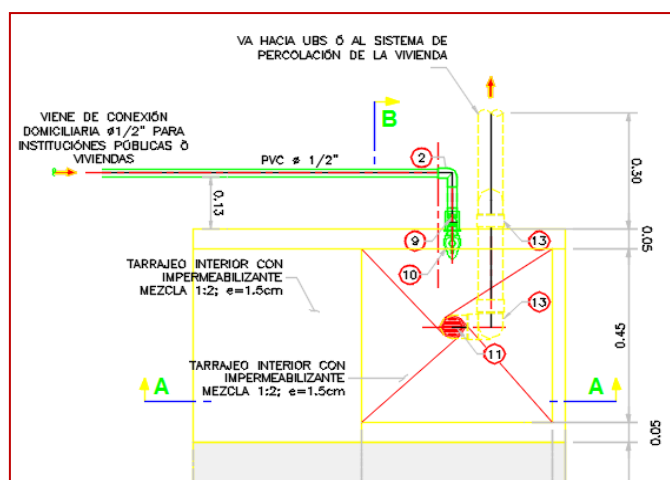 VA HACIA UBS Ó AL SISTEMA DE
PERCOLACIÓN DE LA VIVIENDA
VIENE DE CONEXIÓN
DOMICILIARIA ø1/2" PARA
INSTITUCIÓNES PÚBLICAS Ó
VIVIENDAS
B
PVC ø 1/2"
2
0.30
0.13
9
13
0.05
10
TARRAJEO INTERIOR CON
IMPERMEABILIZANTE
MEZCLA 1:2; e=1.5cm
13
0.45
11
TARRAJEO INTERIOR CON
IMPERMEABILIZANTE
MEZCLA 1:2; e=1.5cm
A
A
0.05